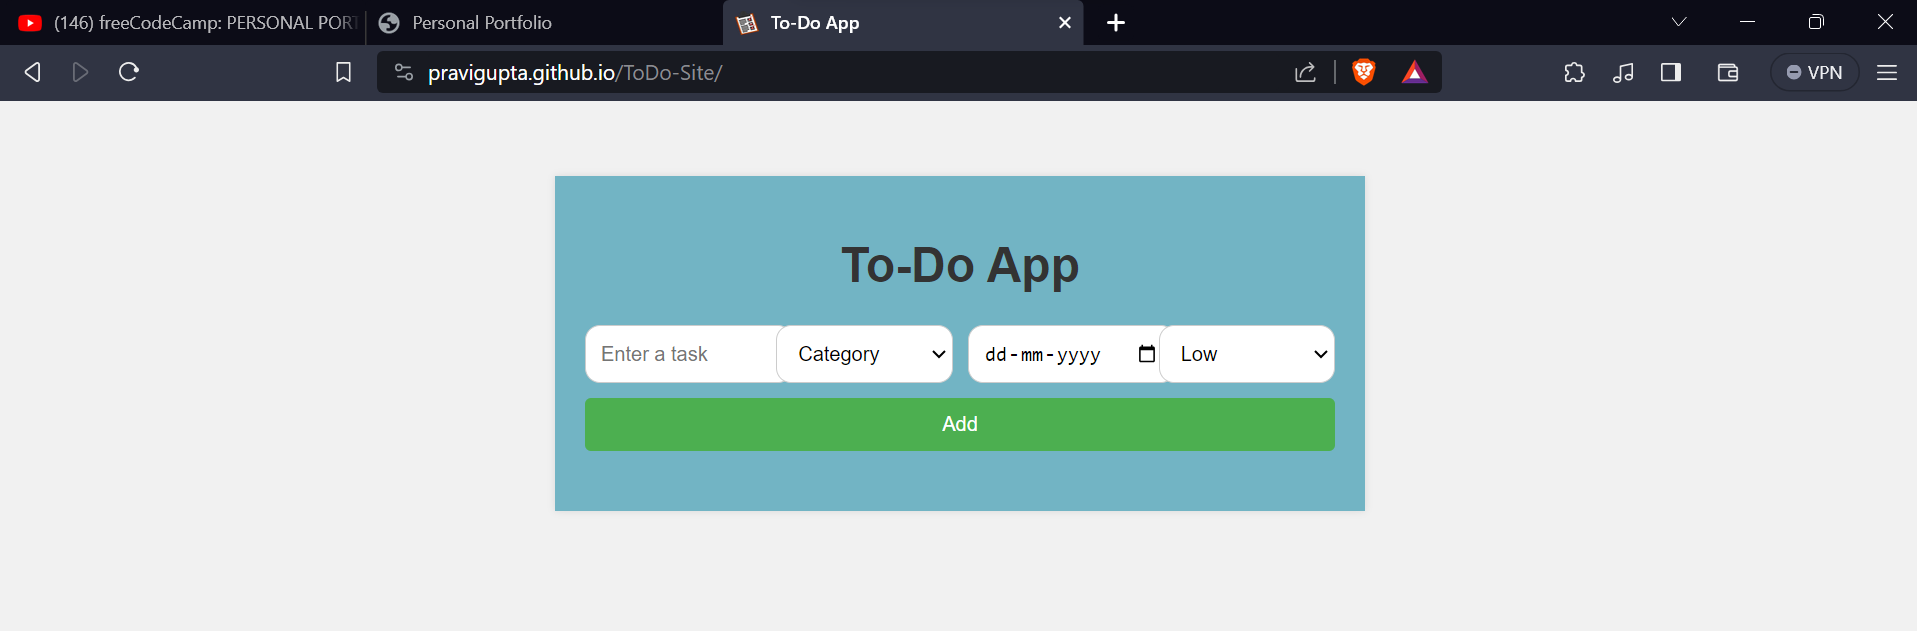 (146) freeCodeCamp: PERSONAL PORT
Personal Portfolio
To-Do App
pravigupta.github.io/ToDo-Site/
VPN
To-Do App
Enter a task
Category
dd-mm-yyyy
Low
Add